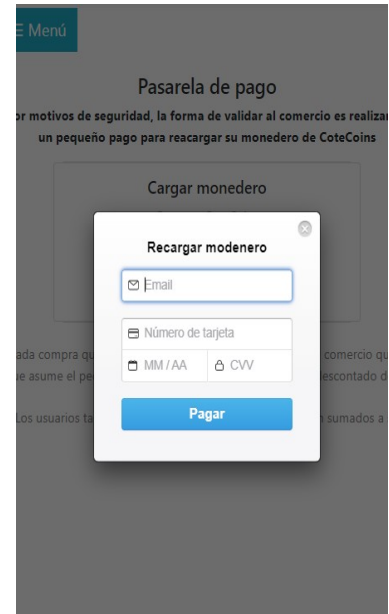 ≡ Menú
Pasarela de pago
or motivos de seguridad, la forma de validar al comercio es realizar
un pequeño pago para reacargar su monedero de CoteCoins
Cargar monedero
Recargar modenero
Email
Número de tarjeta
MM / AA CVV
ada compra qu comercio qu
ue asume el pe descontado d
Pagar
Los usuarios ta n sumados a